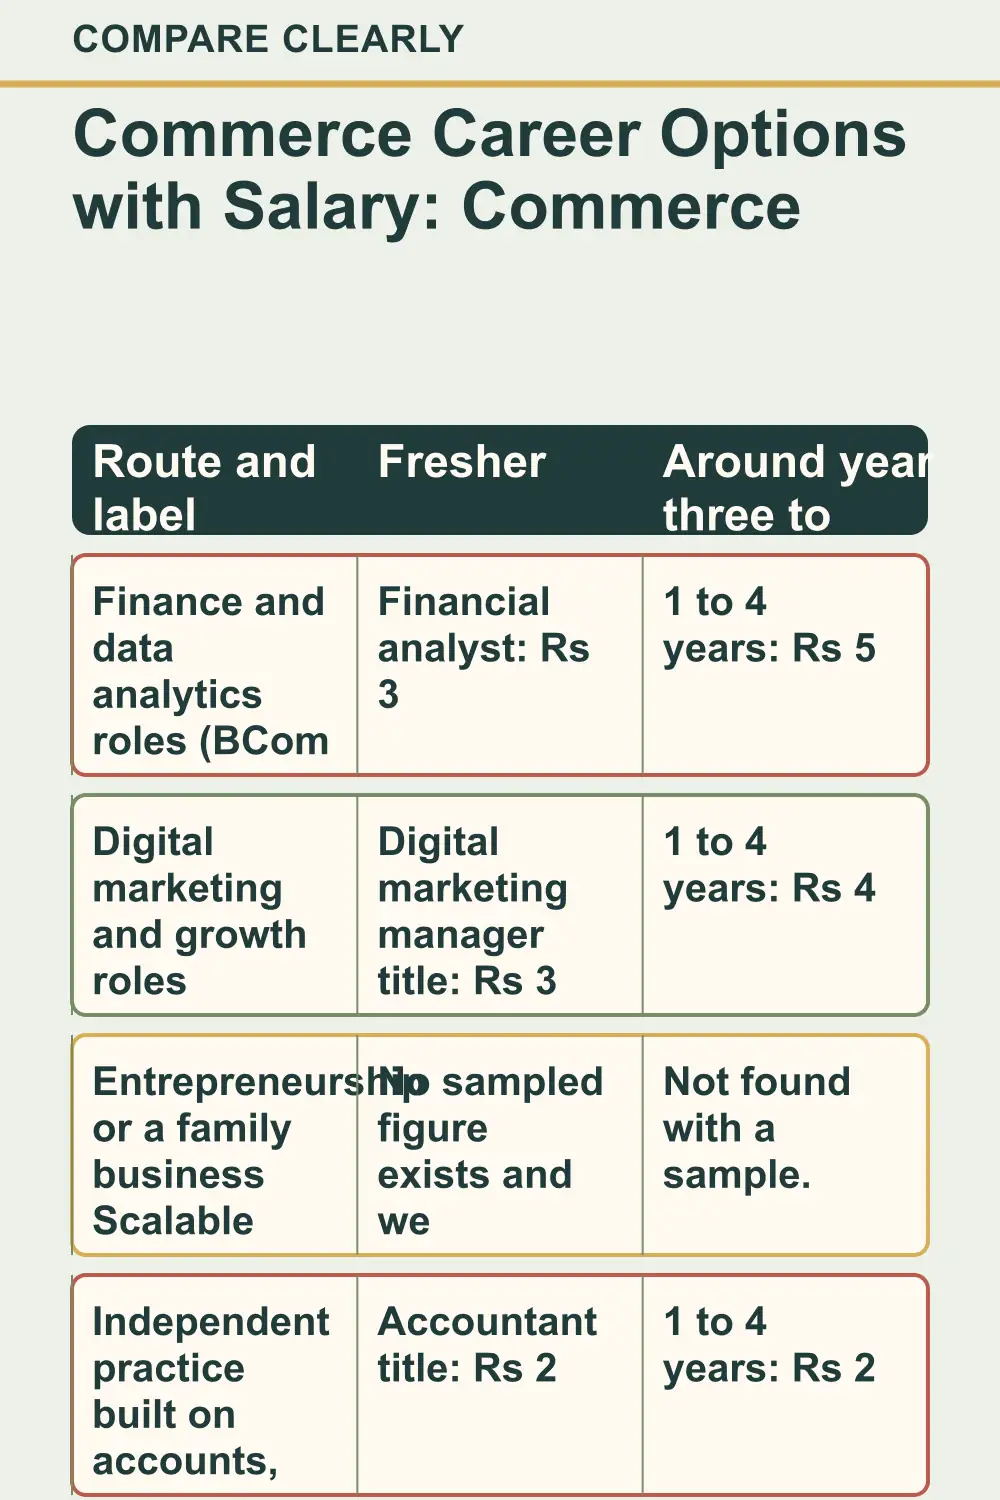 COMPARE CLEARLY
Commerce Career Options
with Salary: Commerce
Route and
label
Fresher
Around year
three to
Finance and
data
analytics
roles (BCom
Financial
analyst: Rs
3
1 to 4
years: Rs 5
Digital
marketing
and growth
roles
Digital
marketing
manager
title: Rs 3
1 to 4
years: Rs 4
Entrepreneurship
or a family
business
Scalable
No sampled
figure
exists and
we
Not found
with a
sample.
Independent
practice
built on
accounts,
Accountant
title: Rs 2
1 to 4
years: Rs 2